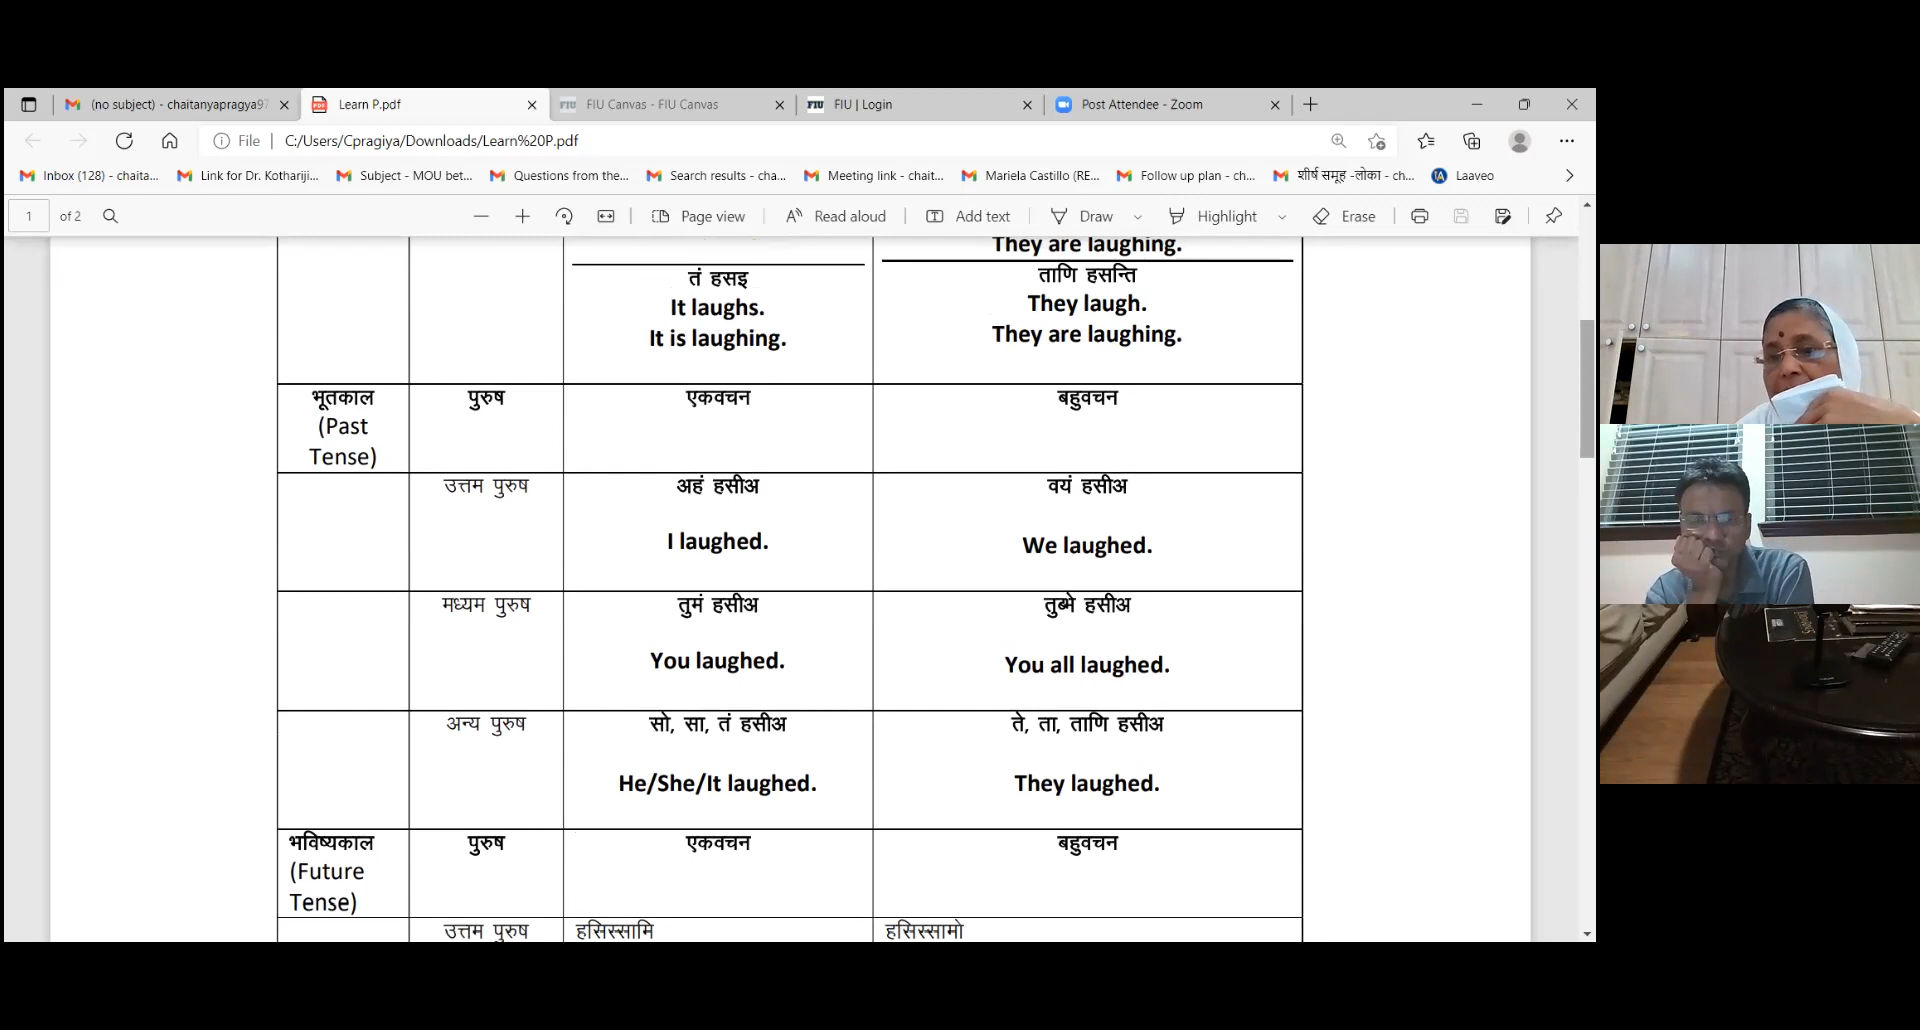 (no subject) - chaitanyapragya97
Learn P.pdf
FIU Canvas - FIU Canvas
FIU | Login
Post Attendee - Zoom
File | C:/Users/Cpragiya/Downloads/Learn%20P.pdf
Inbox (128) - chaita...
Link for Dr. Kothariji...
Subject - MOU bet...
Questions from the...
Search results - cha...
Meeting link - chait...
Mariela Castillo (RE...
Follow up plan - ch...
शीर्ष समूह -लोका - ch...
Laaveo
1 of 2
Page view
Read aloud
Add text
Draw
Highlight
Erase
They are laughing.
तं हसइ
It laughs.
It is laughing.
ताणि हसन्ति
They laugh.
They are laughing.
भूतकाल
(Past
Tense)
पुरुष
एकवचन
बहुवचन
उत्तम पुरुष
अहं हसीअ
I laughed.
वयं हसीअ
We laughed.
मध्यम पुरुष
तुमं हसीअ
You laughed.
तुब्भे हसीअ
You all laughed.
अन्य पुरुष
सो, सा, तं हसीअ
He/She/It laughed.
ते, ता, ताणि हसीअ
They laughed.
भविष्यकाल
(Future
Tense)
पुरुष
एकवचन
बहुवचन
उत्तम पुरुष
हसिस्सामि
हसिस्सामो